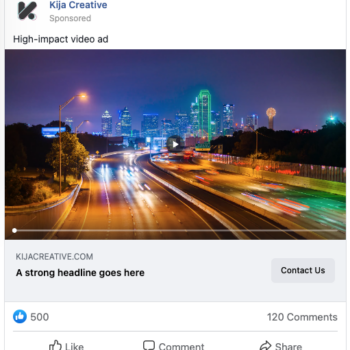 Kija Creative
Sponsored
High-impact video ad
KIJACREATIVE.COM
A strong headline goes here
Contact Us
500
120 Comments
Like
Comment
Share